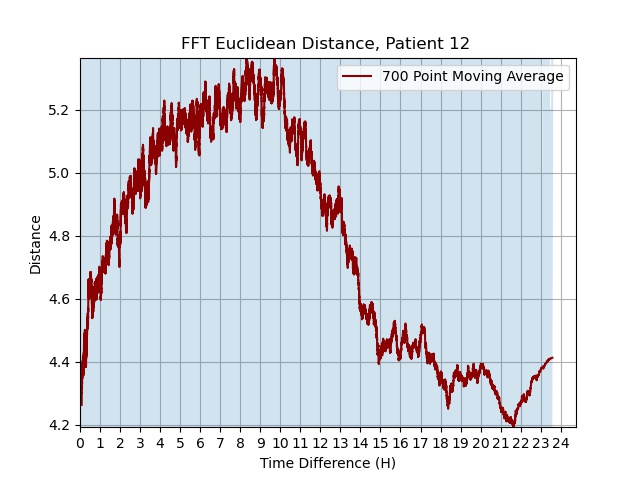 FFT Euclidean Distance, Patient 12
700 Point Moving Average
5.2
5.0
4.8
4.6
4.4
4.2
Distance
0 1 2 3 4 5 6 7 8 9 10 11 12 13 14 15 16 17 18 19 20 21 22 23 24
Time Difference (H)